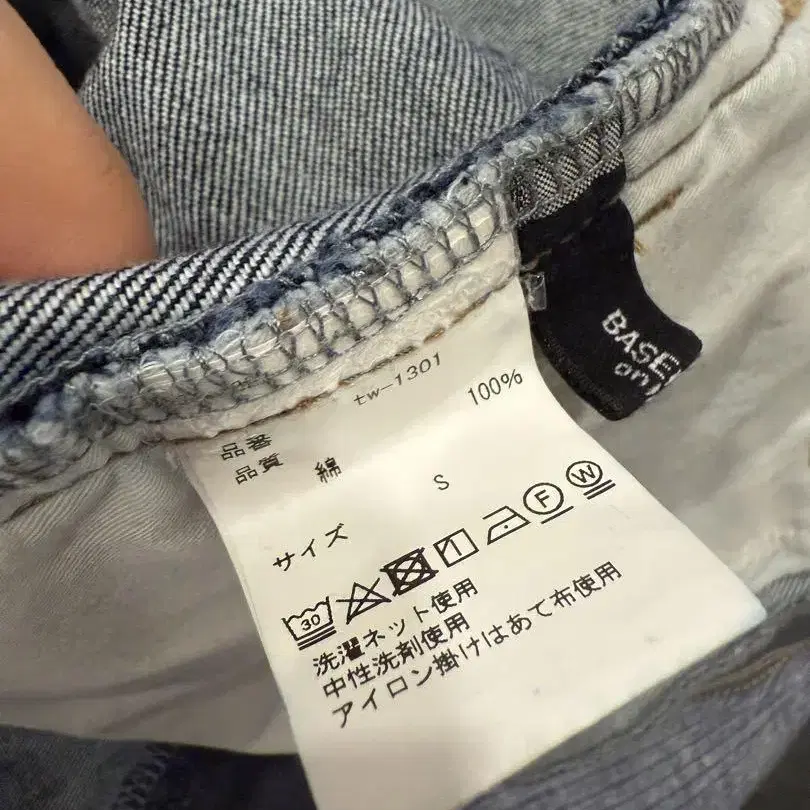 品番 tw-1301
品質 綿 100%
サイズ S
30
F W
洗濯ネット使用
中性洗剤使用
アイロン掛けはあて布使用
BASE
on